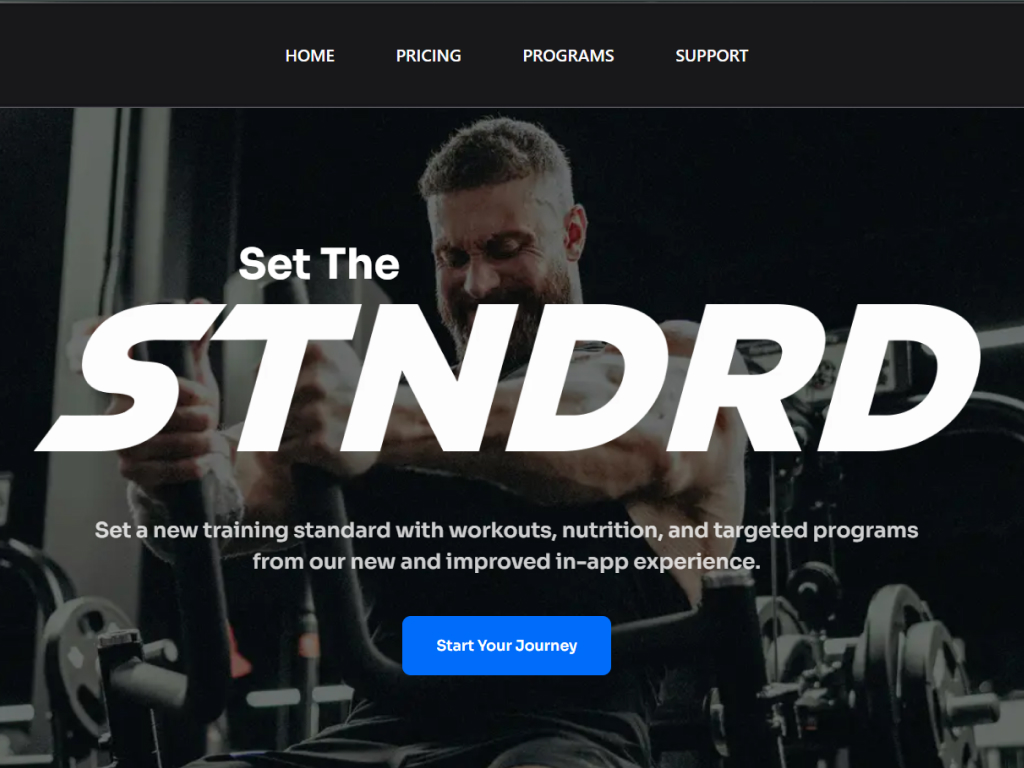 HOME PRICING PROGRAMS SUPPORT
Set The
STNDRD
Set a new training standard with workouts, nutrition, and targeted programs
from our new and improved in-app experience.
Start Your Journey